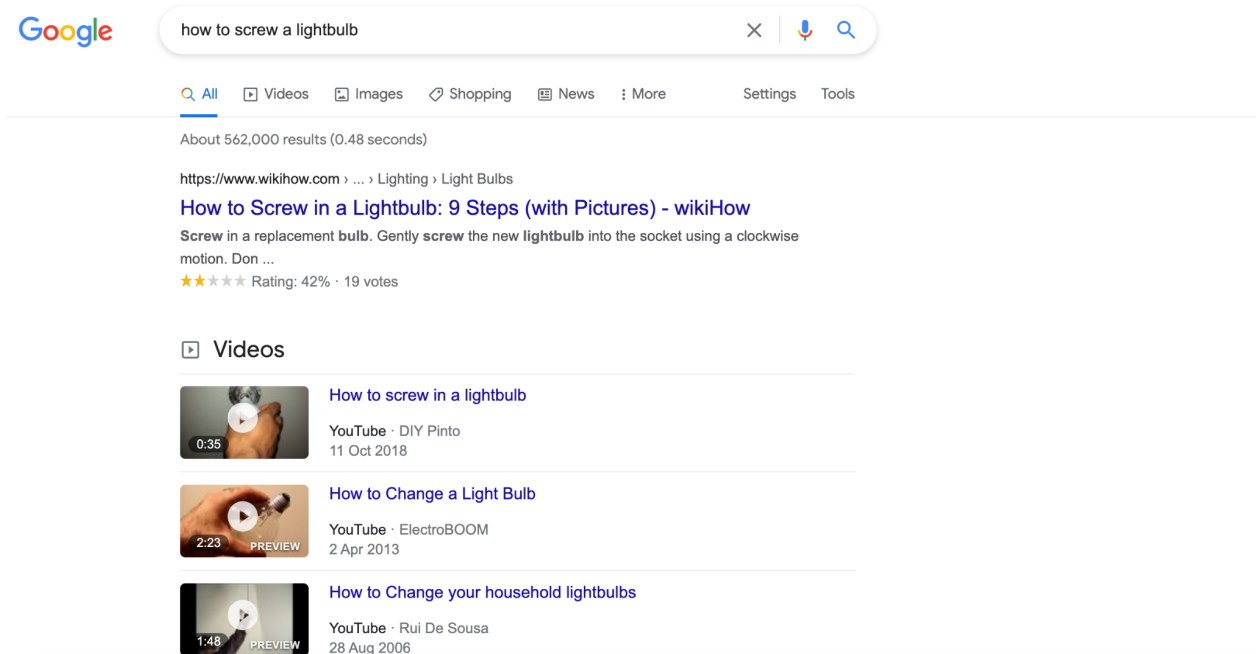 Google
how to screw a lightbulb
All Videos Images Shopping News More Settings Tools
About 562,000 results (0.48 seconds)
https://www.wikihow.com › ... › Lighting › Light Bulbs
How to Screw in a Lightbulb: 9 Steps (with Pictures) - wikiHow
Screw in a replacement bulb. Gently screw the new lightbulb into the socket using a clockwise
motion. Don ...
Rating: 42% · 19 votes
Videos
How to screw in a lightbulb
YouTube · DIY Pinto
0:35
11 Oct 2018
How to Change a Light Bulb
YouTube · ElectroBOOM
2:23 PREVIEW
2 Apr 2013
How to Change your household lightbulbs
YouTube · Rui De Sousa
1:48 PREVIEW
28 Aug 2006